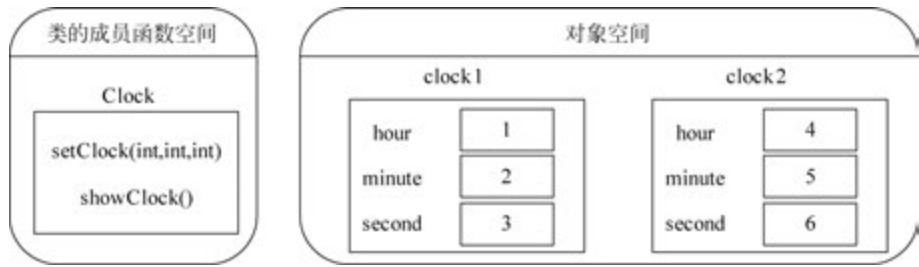 类的成员函数空间
Clock
setClock(int,int,int)
showClock()
对象空间
clock1
hour 1
minute 2
second 3
clock2
hour 4
minute 5
second 6